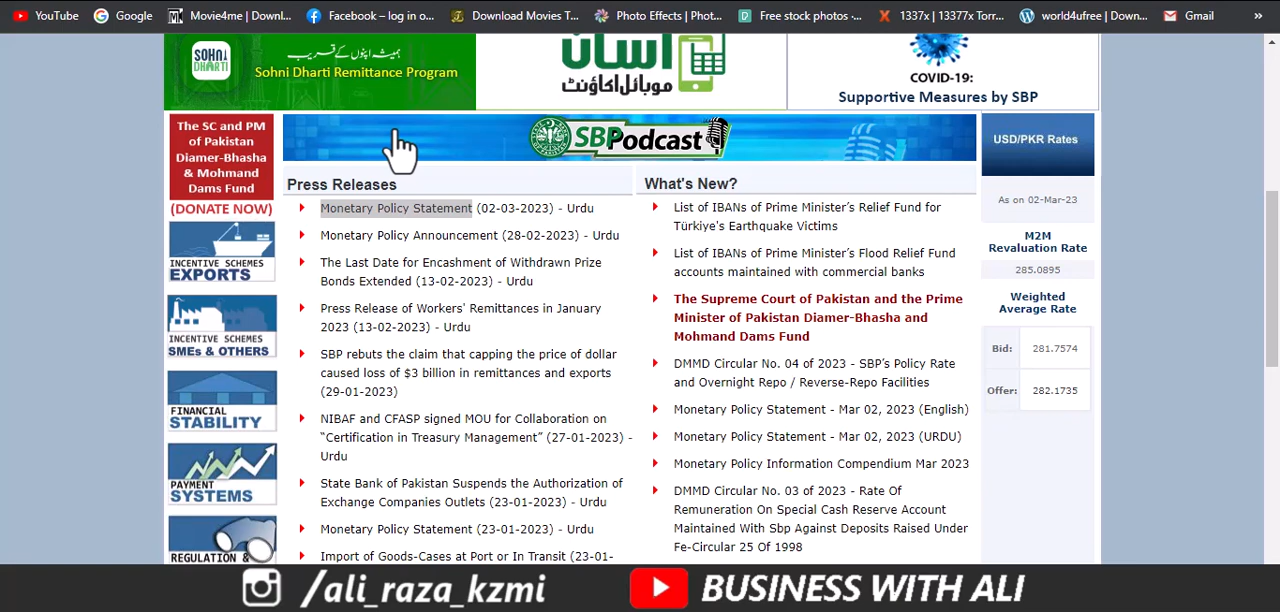 YouTube
Google
Movie4me | Downl...
Facebook – log in o...
Download Movies T...
Photo Effects | Phot...
Free stock photos ·...
1337x | 13377x Torr...
world4ufree | Down...
Gmail
»
SOHNI
DHARTI
ہمیشہ اپنوں کے قریب
Sohni Dharti Remittance Program
آسان
موبائل اکاؤنٹ
COVID-19:
Supportive Measures by SBP
The SC and PM
of Pakistan
Diamer-Bhasha
& Mohmand
Dams Fund
(DONATE NOW)
INCENTIVE SCHEMES
EXPORTS
INCENTIVE SCHEMES
SMEs & OTHERS
FINANCIAL
STABILITY
PAYMENT
SYSTEMS
REGULATION &
SBPodcast
Press Releases
Monetary Policy Statement (02-03-2023) - Urdu
Monetary Policy Announcement (28-02-2023) - Urdu
The Last Date for Encashment of Withdrawn Prize
Bonds Extended (13-02-2023) - Urdu
Press Release of Workers' Remittances in January
2023 (13-02-2023) - Urdu
SBP rebuts the claim that capping the price of dollar
caused loss of $3 billion in remittances and exports
(29-01-2023)
NIBAF and CFASP signed MOU for Collaboration on
“Certification in Treasury Management” (27-01-2023) -
Urdu
State Bank of Pakistan Suspends the Authorization of
Exchange Companies Outlets (23-01-2023) - Urdu
Monetary Policy Statement (23-01-2023) - Urdu
Import of Goods-Cases at Port or In Transit (23-01-
What's New?
List of IBANs of Prime Minister’s Relief Fund for
Türkiye's Earthquake Victims
List of IBANs of Prime Minister’s Flood Relief Fund
accounts maintained with commercial banks
The Supreme Court of Pakistan and the Prime
Minister of Pakistan Diamer-Bhasha and
Mohmand Dams Fund
DMMD Circular No. 04 of 2023 - SBP’s Policy Rate
and Overnight Repo / Reverse-Repo Facilities
Monetary Policy Statement - Mar 02, 2023 (English)
Monetary Policy Statement - Mar 02, 2023 (URDU)
Monetary Policy Information Compendium Mar 2023
DMMD Circular No. 03 of 2023 - Rate Of
Remuneration On Special Cash Reserve Account
Maintained With Sbp Against Deposits Raised Under
Fe-Circular 25 Of 1998
USD/PKR Rates
As on 02-Mar-23
M2M
Revaluation Rate
285.0895
Weighted
Average Rate
Bid: 281.7574
Offer: 282.1735
/ali_raza_kzmi
BUSINESS WITH ALI